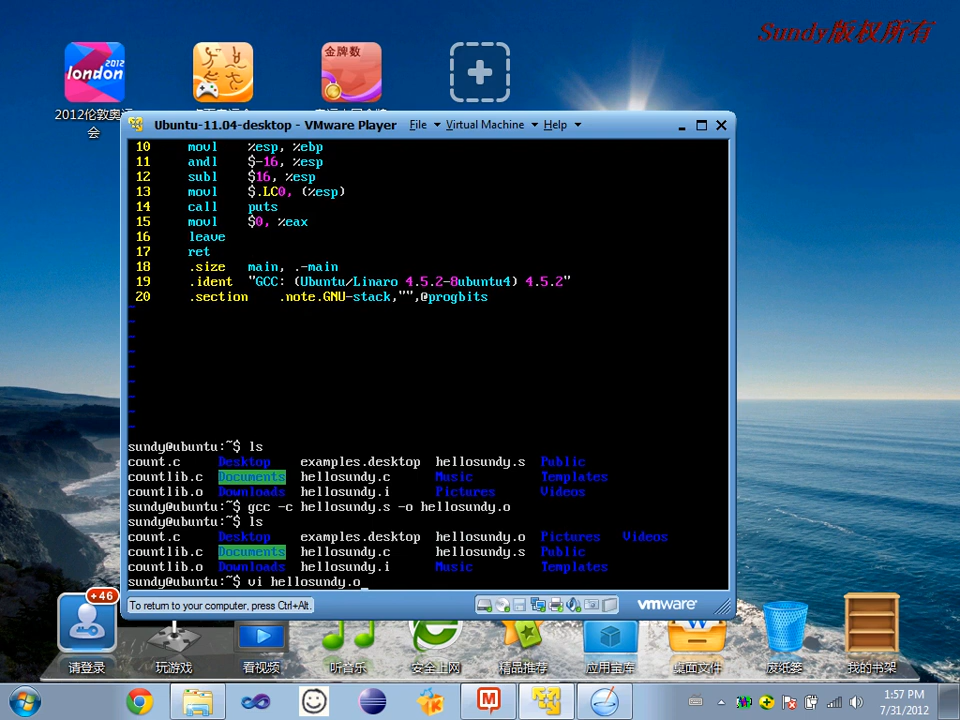 Sundy版权所有
london
2012
金牌数
2012伦敦奥运
会
Ubuntu-11.04-desktop - VMware Player File Virtual Machine Help
10 movl %esp, %ebp
11 andl $-16, %esp
12 subl $16, %esp
13 movl $.LC0, (%esp)
14 call puts
15 movl $0, %eax
16 leave
17 ret
18 .size main, .-main
19 .ident "GCC: (Ubuntu/Linaro 4.5.2-8ubuntu4) 4.5.2"
20 .section .note.GNU-stack,"",@progbits
~
~
~
~
~
~
~
~
~
sundy@ubuntu:~$ ls
count.c Desktop examples.desktop hellosundy.s Public
countlib.c Documents hellosundy.c Music Templates
countlib.o Downloads hellosundy.i Pictures Videos
sundy@ubuntu:~$ gcc -c hellosundy.s -o hellosundy.o
sundy@ubuntu:~$ ls
count.c Desktop examples.desktop hellosundy.o Pictures Videos
countlib.c Documents hellosundy.c hellosundy.s Public
countlib.o Downloads hellosundy.i Music Templates
sundy@ubuntu:~$ vi hellosundy.o_
To return to your computer, press Ctrl+Alt.
vmware
+46
请登录 玩游戏 看视频 听音乐 安全上网 精品推荐 应用宝库 桌面文件 废纸篓 我的书架
1:57 PM
7/31/2012